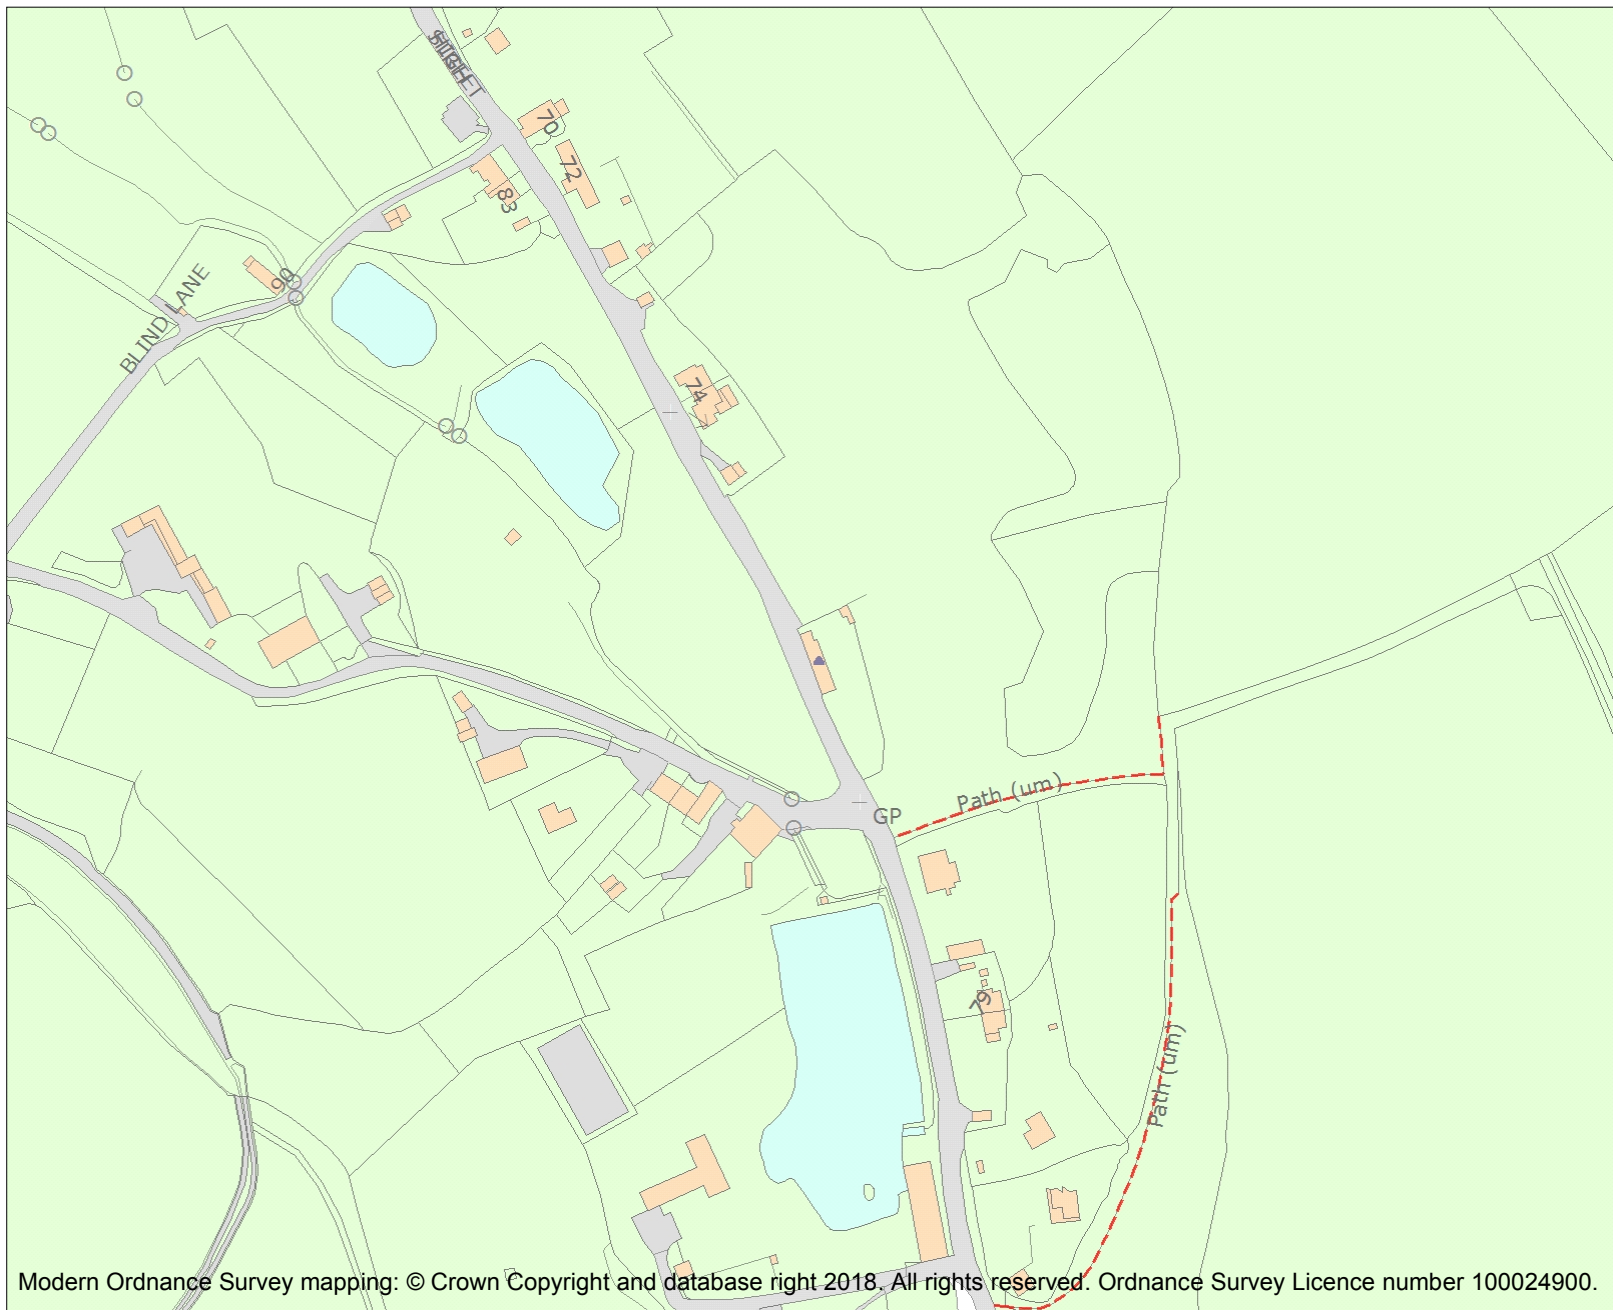 HIGH
STREET
70
72
83
90
BLIND LANE
74
Path (um)
GP
79
Path (um)
Modern Ordnance Survey mapping: © Crown Copyright and database right 2018. All rights reserved. Ordnance Survey Licence number 100024900.